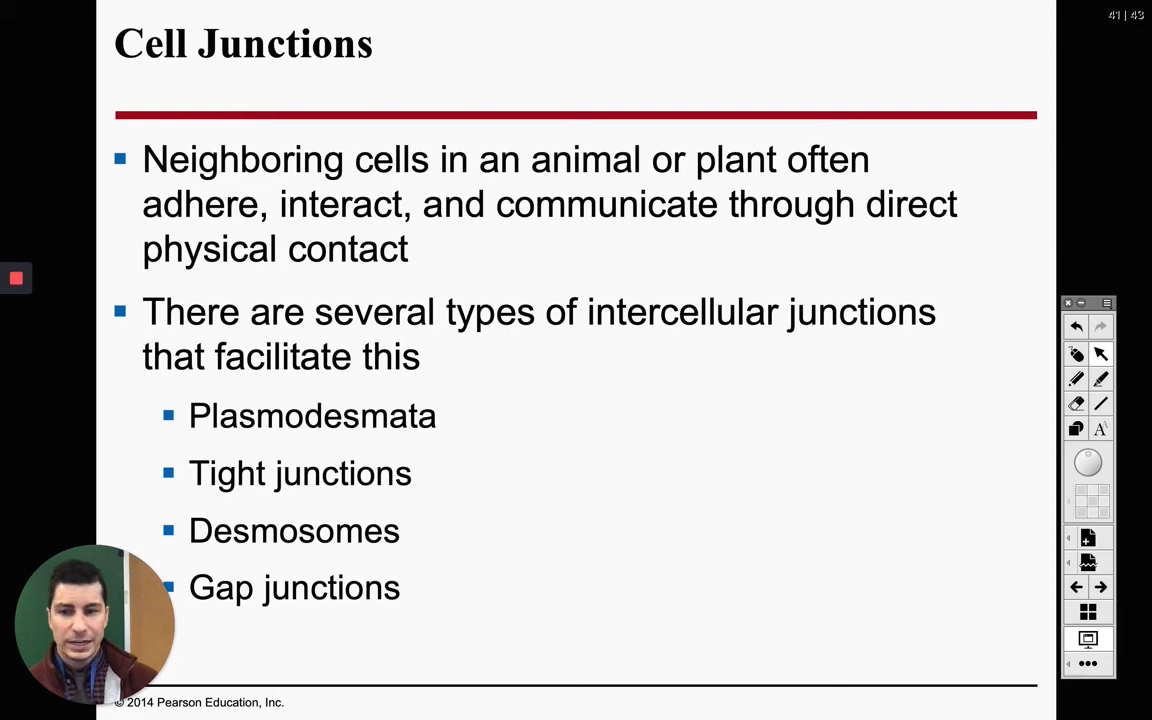 41 | 43
Cell Junctions
Neighboring cells in an animal or plant often
adhere, interact, and communicate through direct
physical contact
There are several types of intercellular junctions
that facilitate this
Plasmodesmata
Tight junctions
Desmosomes
Gap junctions
© 2014 Pearson Education, Inc.